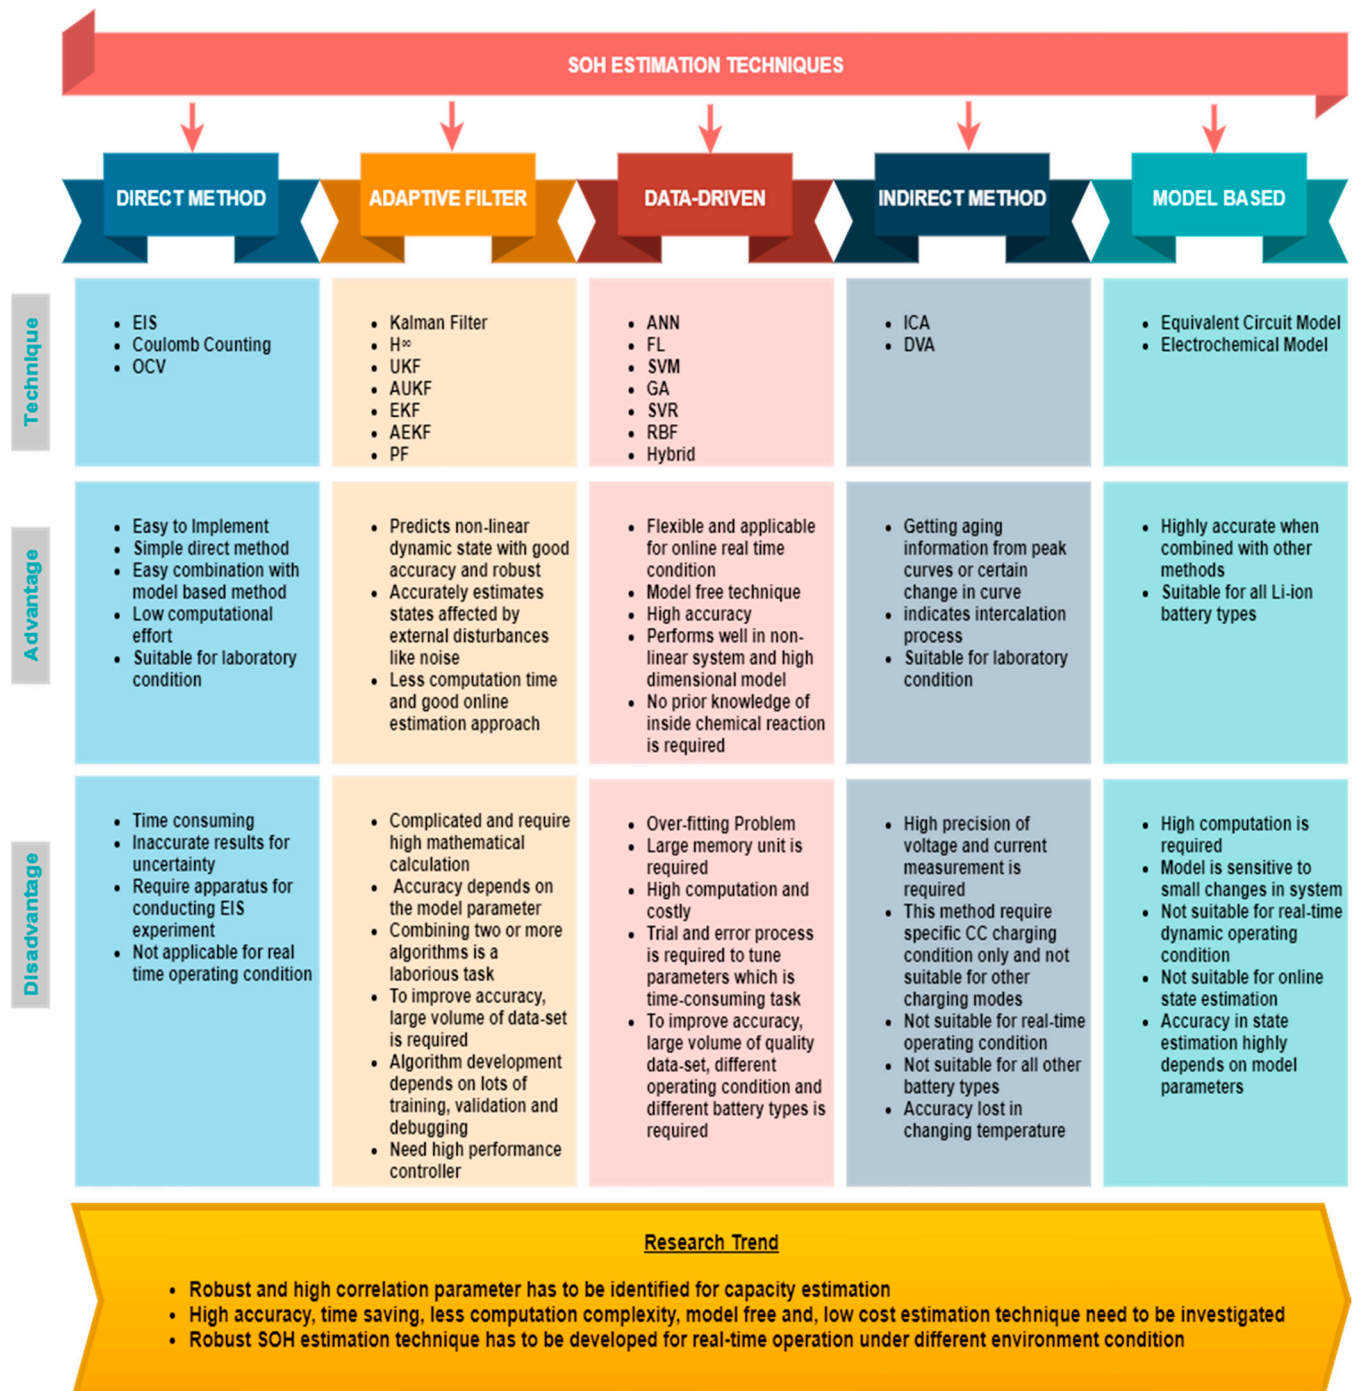 SOH ESTIMATION TECHNIQUES
DIRECT METHOD
ADAPTIVE FILTER
DATA-DRIVEN
INDIRECT METHOD
MODEL BASED
Technique
• EIS
• Coulomb Counting
• OCV
• Kalman Filter
• H∞
• UKF
• AUKF
• EKF
• AEKF
• PF
• ANN
• FL
• SVM
• GA
• SVR
• RBF
• Hybrid
• ICA
• DVA
• Equivalent Circuit Model
• Electrochemical Model
Advantage
• Easy to Implement
• Simple direct method
• Easy combination with
model based method
• Low computational
effort
• Suitable for laboratory
condition
• Predicts non-linear
dynamic state with good
accuracy and robust
• Accurately estimates
states affected by
external disturbances
like noise
• Less computation time
and good online
estimation approach
• Flexible and applicable
for online real time
condition
• Model free technique
• High accuracy
• Performs well in non-
linear system and high
dimensional model
• No prior knowledge of
inside chemical reaction
is required
• Getting aging
information from peak
curves or certain
change in curve
• indicates intercalation
process
• Suitable for laboratory
condition
• Highly accurate when
combined with other
methods
• Suitable for all Li-ion
battery types
Disadvantage
• Time consuming
• Inaccurate results for
uncertainty
• Require apparatus for
conducting EIS
experiment
• Not applicable for real
time operating condition
• Complicated and require
high mathematical
calculation
• Accuracy depends on
the model parameter
• Combining two or more
algorithms is a
laborious task
• To improve accuracy,
large volume of data-set
is required
• Algorithm development
depends on lots of
training, validation and
debugging
• Need high performance
controller
• Over-fitting Problem
• Large memory unit is
required
• High computation and
costly
• Trial and error process
is required to tune
parameters which is
time-consuming task
• To improve accuracy,
large volume of quality
data-set, different
operating condition and
different battery types is
required
• High precision of
voltage and current
measurement is
required
• This method require
specific CC charging
condition only and not
suitable for other
charging modes
• Not suitable for real-time
operating condition
• Not suitable for all other
battery types
• Accuracy lost in
changing temperature
• High computation is
required
• Model is sensitive to
small changes in system
• Not suitable for real-time
dynamic operating
condition
• Not suitable for online
state estimation
• Accuracy in state
estimation highly
depends on model
parameters
Research Trend
• Robust and high correlation parameter has to be identified for capacity estimation
• High accuracy, time saving, less computation complexity, model free and, low cost estimation technique need to be investigated
• Robust SOH estimation technique has to be developed for real-time operation under different environment condition